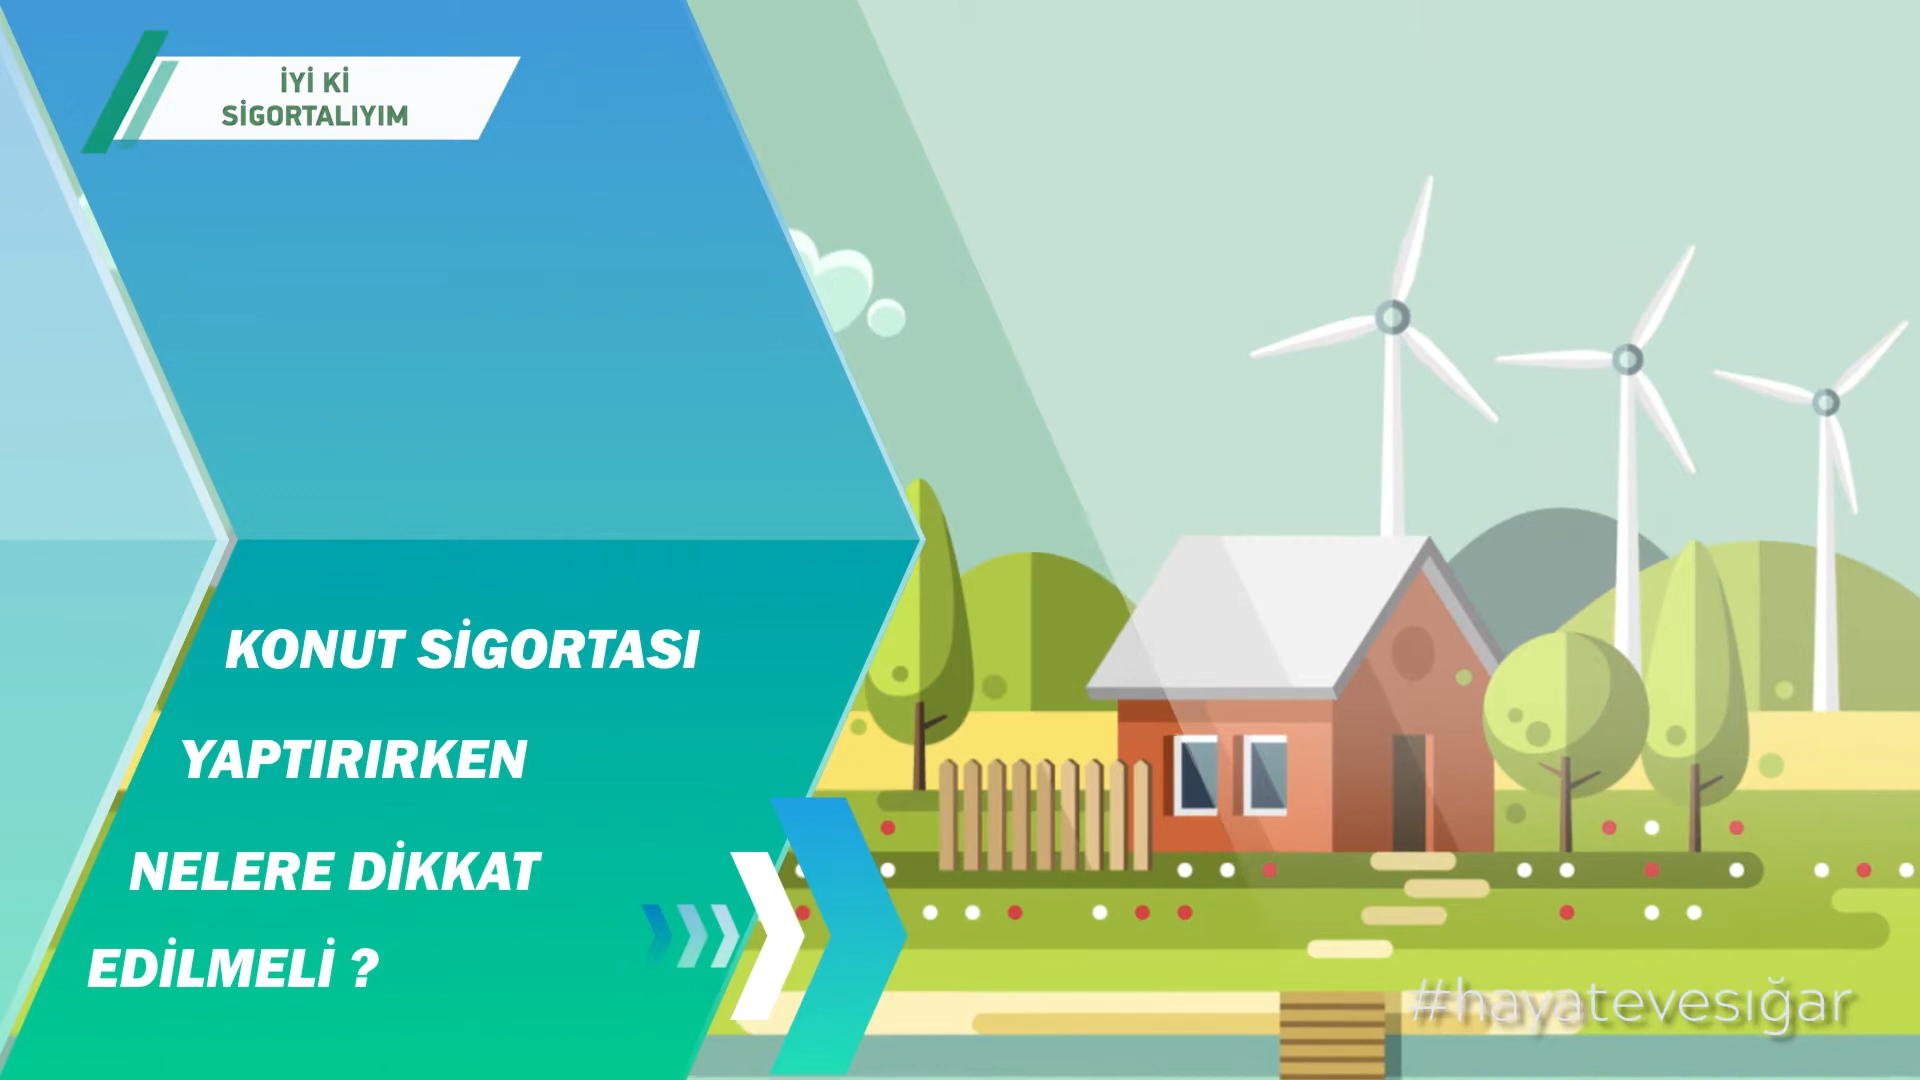 İYİ Kİ
SİGORTALIYIM
KONUT SİGORTASI
YAPTIRIRKEN
NELERE DİKKAT
EDİLMELİ ?
#hayatevesığar